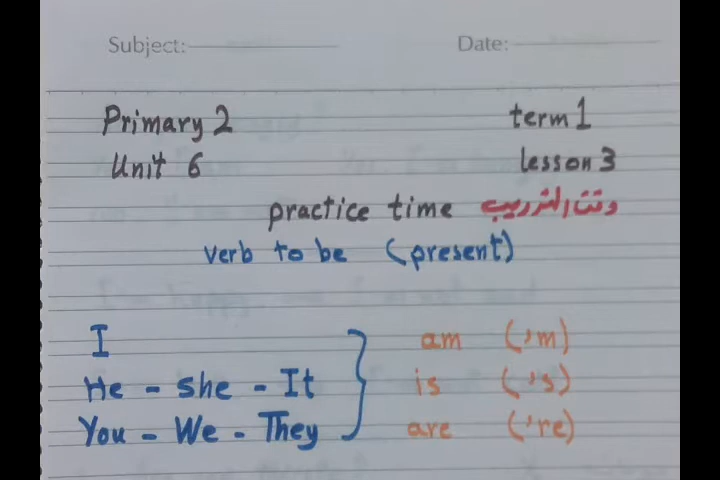 Subject: Date:
Primary 2 term 1
Unit 6 lesson 3
practice time وقت التدريب
verb to be (present)
I am ('m)
He - she - It is ('s)
You - We - They are ('re)